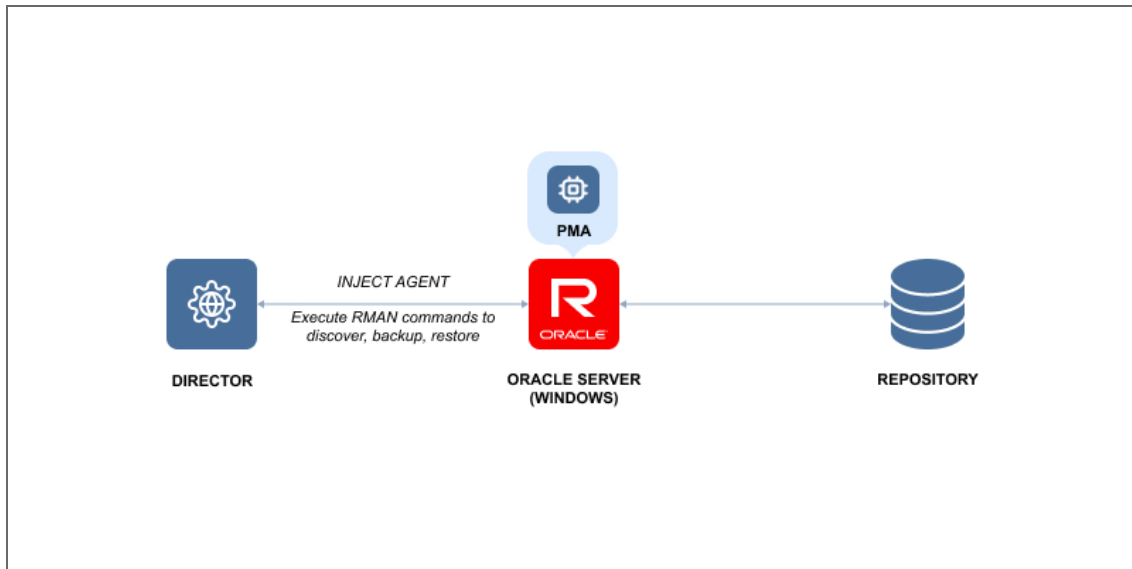 PMA
INJECT AGENT
Execute RMAN commands to
discover, backup, restore
R
ORACLE
DIRECTOR
ORACLE SERVER
(WINDOWS)
REPOSITORY